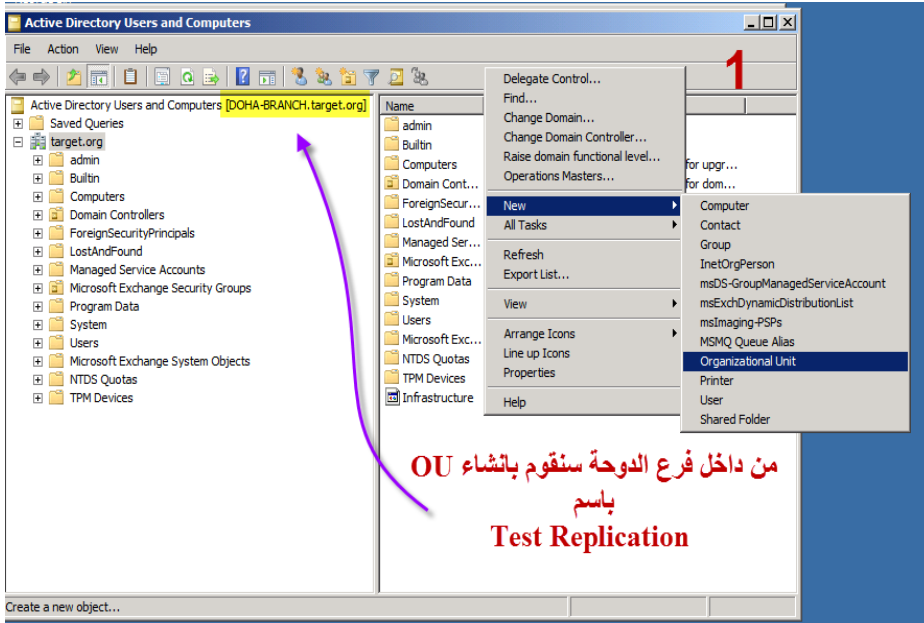 Active Directory Users and Computers
File Action View Help
1
Active Directory Users and Computers [DOHA-BRANCH.target.org]
Saved Queries
target.org
admin
Builtin
Computers
Domain Controllers
ForeignSecurityPrincipals
LostAndFound
Managed Service Accounts
Microsoft Exchange Security Groups
Program Data
System
Users
Microsoft Exchange System Objects
NTDS Quotas
TPM Devices
Name
admin
Builtin
Computers
Domain Cont...
ForeignSecur...
LostAndFound
Managed Ser...
Microsoft Exc...
Program Data
System
Users
Microsoft Exc...
NTDS Quotas
TPM Devices
Infrastructure
for upgr...
for dom...
Delegate Control...
Find...
Change Domain...
Change Domain Controller...
Raise domain functional level...
Operations Masters...
New
All Tasks
Refresh
Export List...
View
Arrange Icons
Line up Icons
Properties
Help
Computer
Contact
Group
InetOrgPerson
msDS-GroupManagedServiceAccount
msExchDynamicDistributionList
msImaging-PSPs
MSMQ Queue Alias
Organizational Unit
Printer
User
Shared Folder
من داخل فرع الدوحة سنقوم بانشاء OU
باسم
Test Replication
Create a new object...